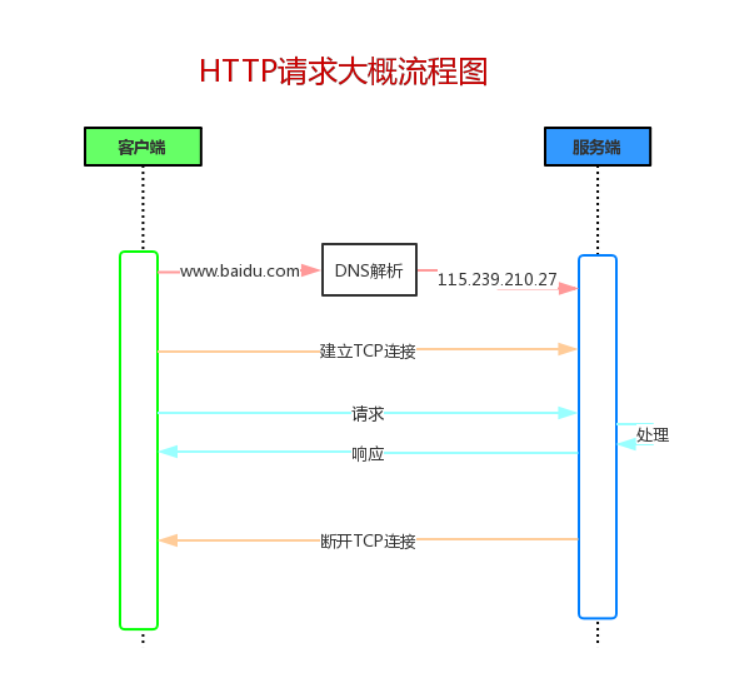 HTTP请求大概流程图
客户端
服务端
www.baidu.com
DNS解析
115.239.210.27
建立TCP连接
请求
处理
响应
断开TCP连接